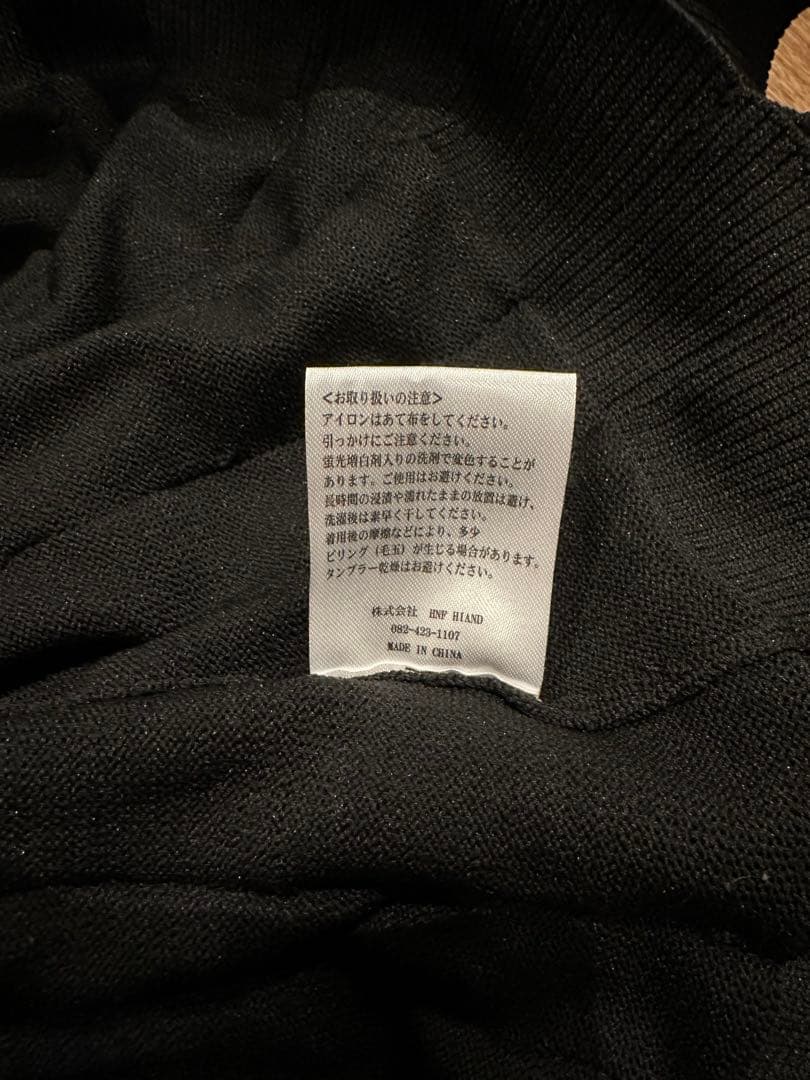 <お取り扱いの注意>
アイロンはあて布をしてください。
引っかけにご注意ください。
蛍光増白剤入りの洗剤で変色することが
あります。ご使用はお避けください。
長時間の浸漬や濡れたままの放置は避け、
洗濯後は素早く干してください。
着用後の摩擦などにより、多少
ピリング(毛玉)が生じる場合があります。
タンブラー乾燥はお避けください。
株式会社 HNF HIAND
082-423-1107
MADE IN CHINA